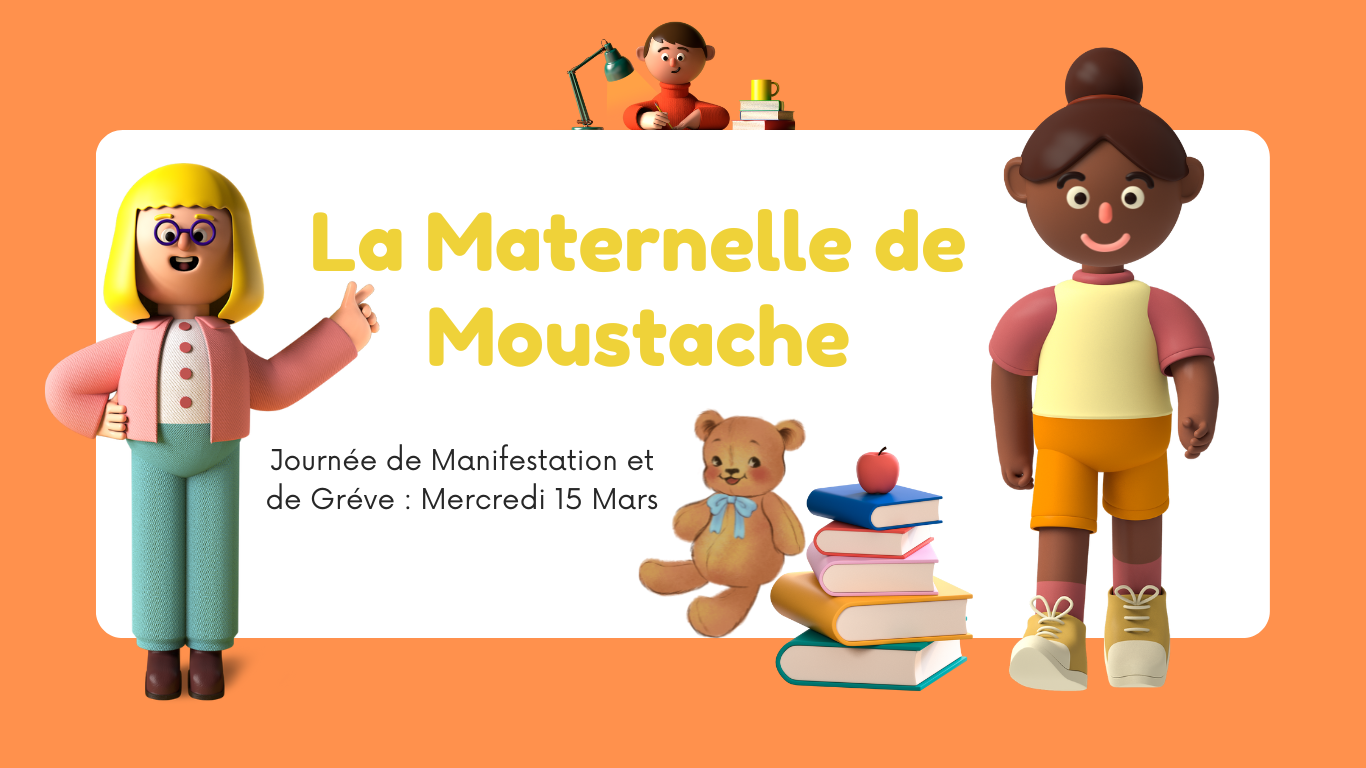 La Maternelle de
Moustache
Journée de Manifestation et
de Gréve : Mercredi 15 Mars